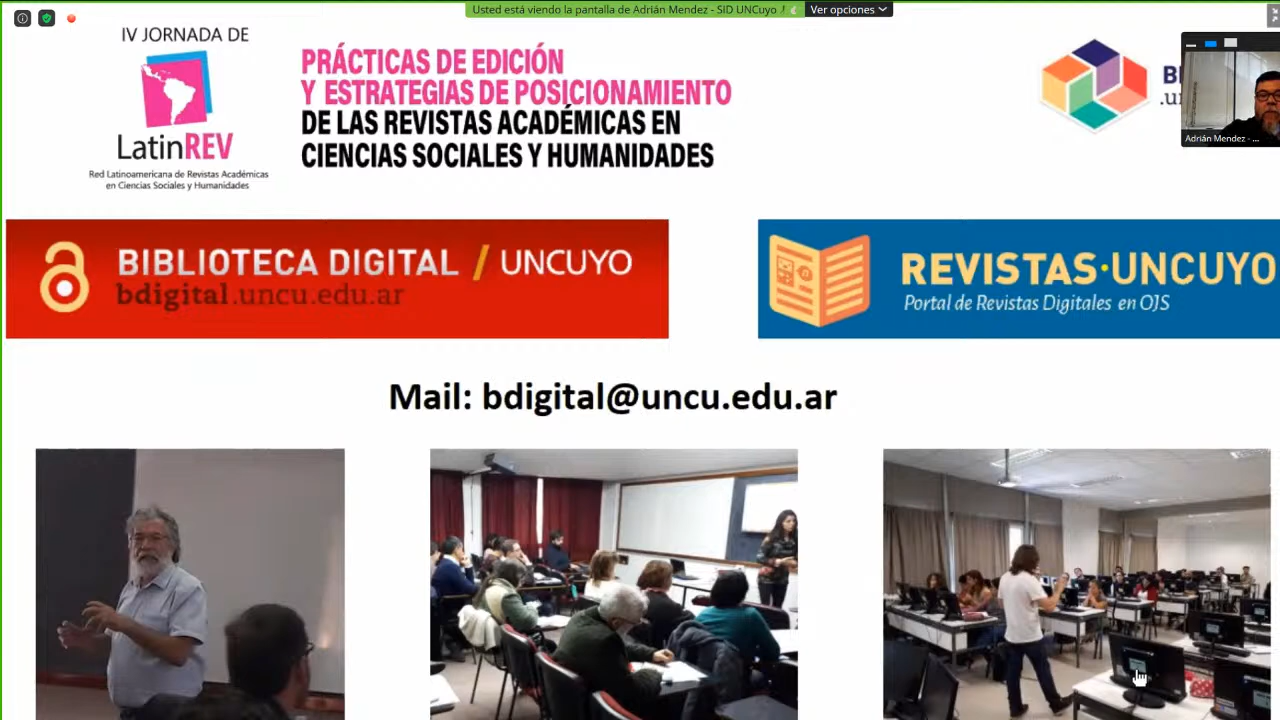 Usted está viendo la pantalla de Adrián Mendez - SID UNCuyo
Ver opciones
IV JORNADA DE
LatinREV
Red Latinoamericana de Revistas Académicas
en Ciencias Sociales y Humanidades
PRÁCTICAS DE EDICIÓN
Y ESTRATEGIAS DE POSICIONAMIENTO
DE LAS REVISTAS ACADÉMICAS EN
CIENCIAS SOCIALES Y HUMANIDADES
Adrián Mendez - ...
BIBLIOTECA DIGITAL / UNCUYO
bdigital.uncu.edu.ar
REVISTAS·UNCUYO
Portal de Revistas Digitales en OJS
Mail: bdigital@uncu.edu.ar